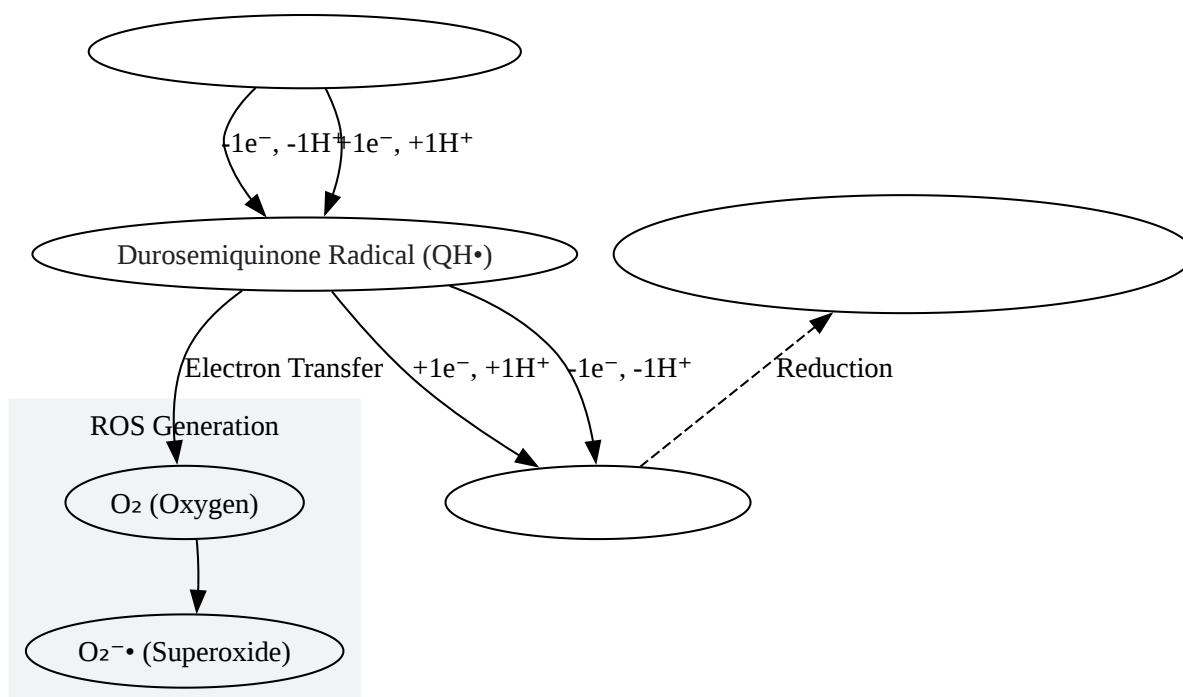 -1e⁻, -1H⁺
+1e⁻, +1H⁺
Durosemiquinone Radical (QH•)
Electron Transfer
+1e⁻, +1H⁺
-1e⁻, -1H⁺
Reduction
ROS Generation
O₂ (Oxygen)
O₂⁻• (Superoxide)